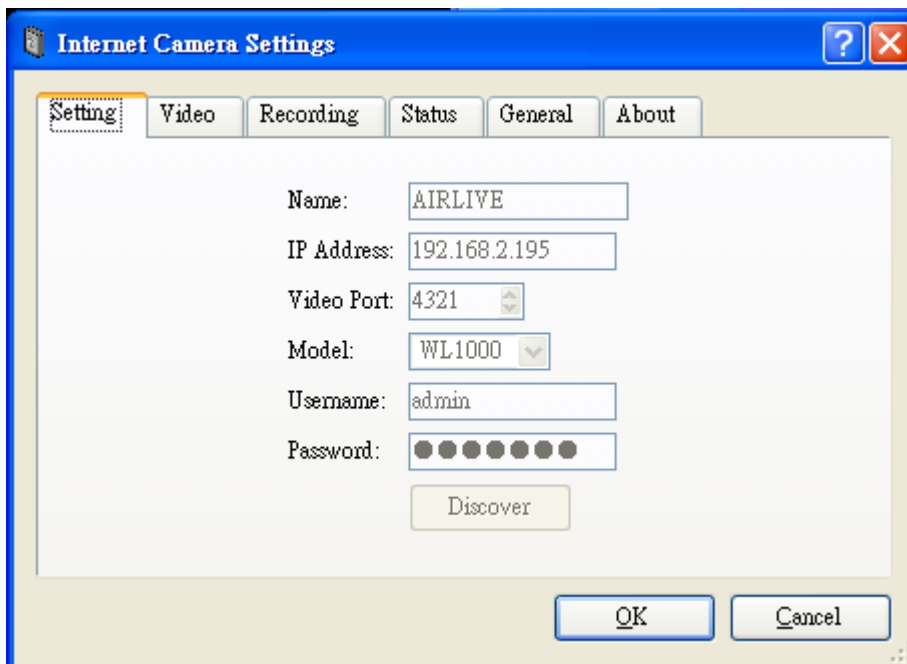 Internet Camera Settings
Setting Video Recording Status General About
Name: AIRLIVE
IP Address: 192.168.2.195
Video Port: 4321
Model: WL1000
Username: admin
Password: ●●●●●●●
Discover
OK Cancel